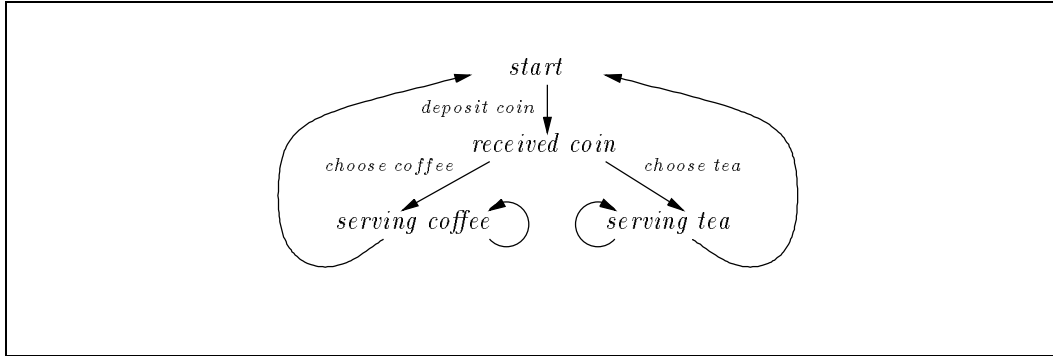 start
deposit coin
received coin
choose coffee
choose tea
serving coffee
serving tea